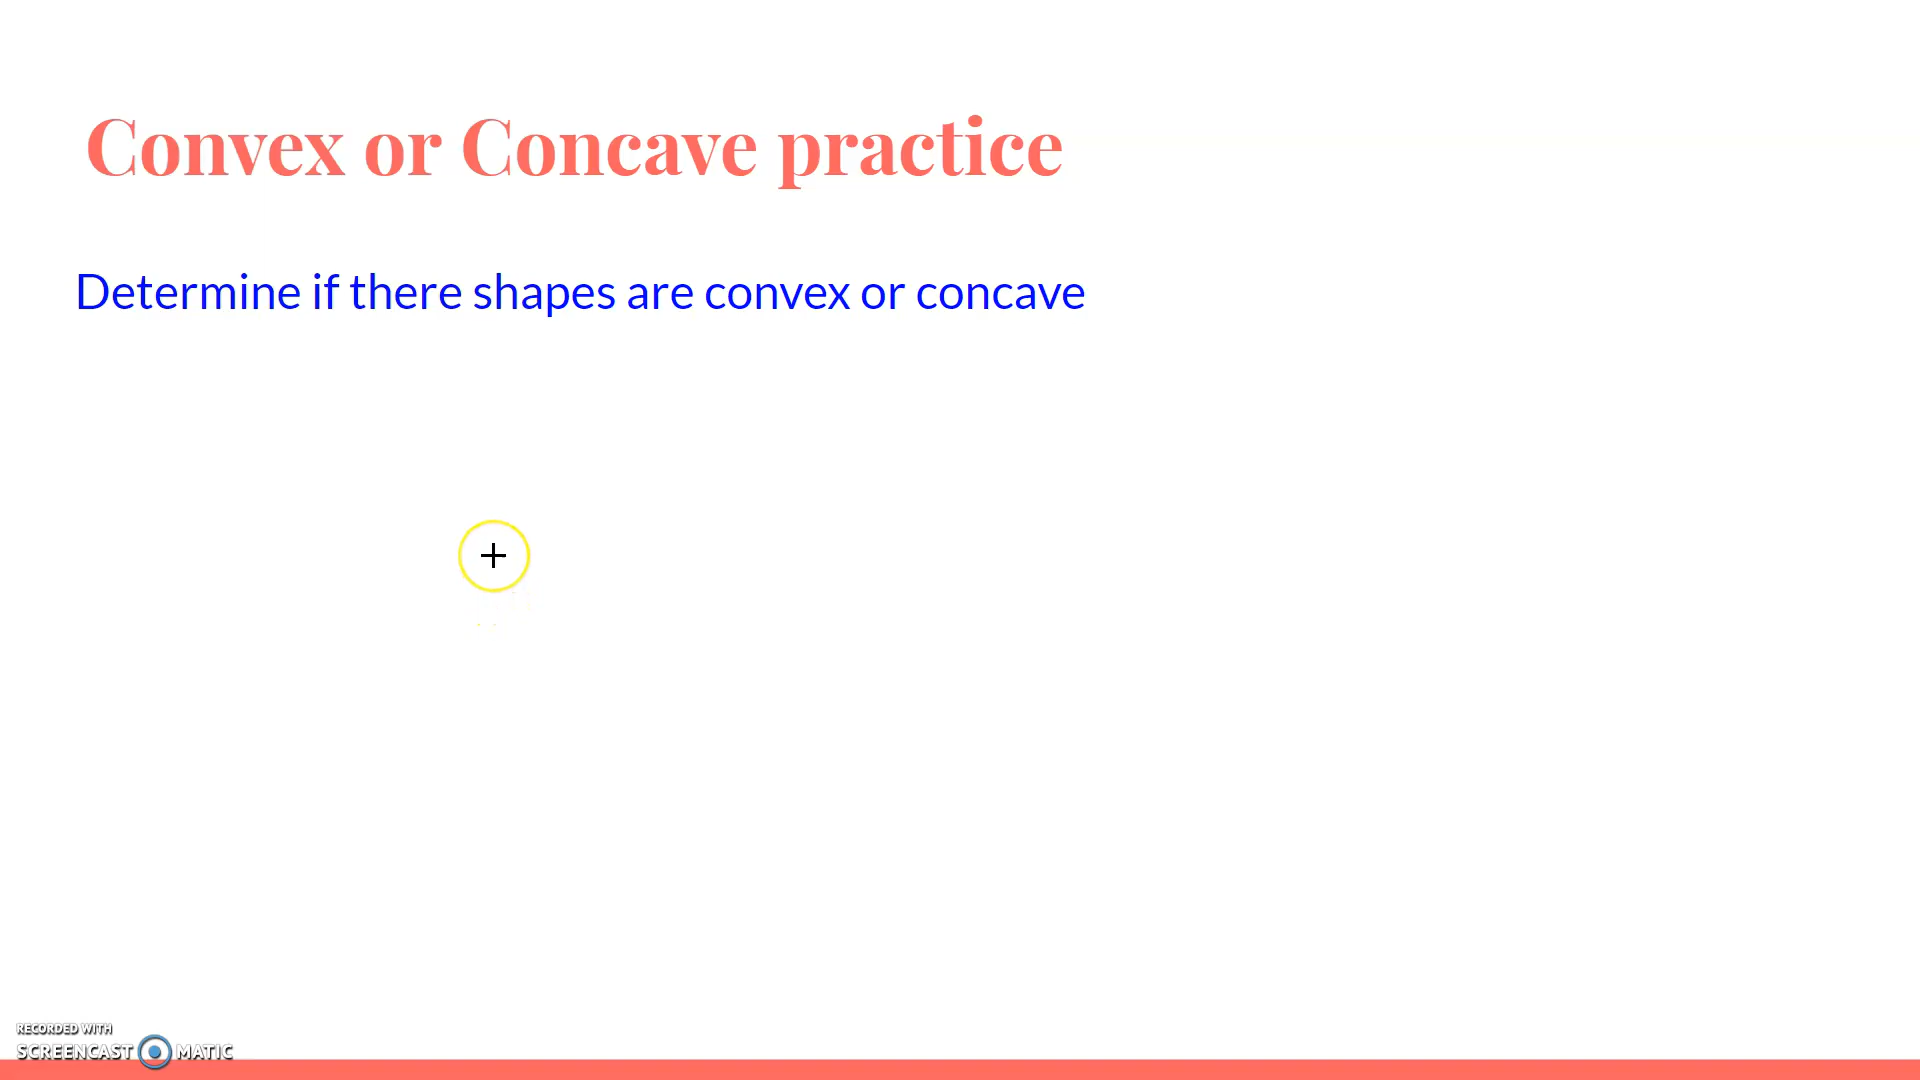 Convex or Concave practice
Determine if there shapes are convex or concave
RECORDED WITH
SCREENCAST MATIC